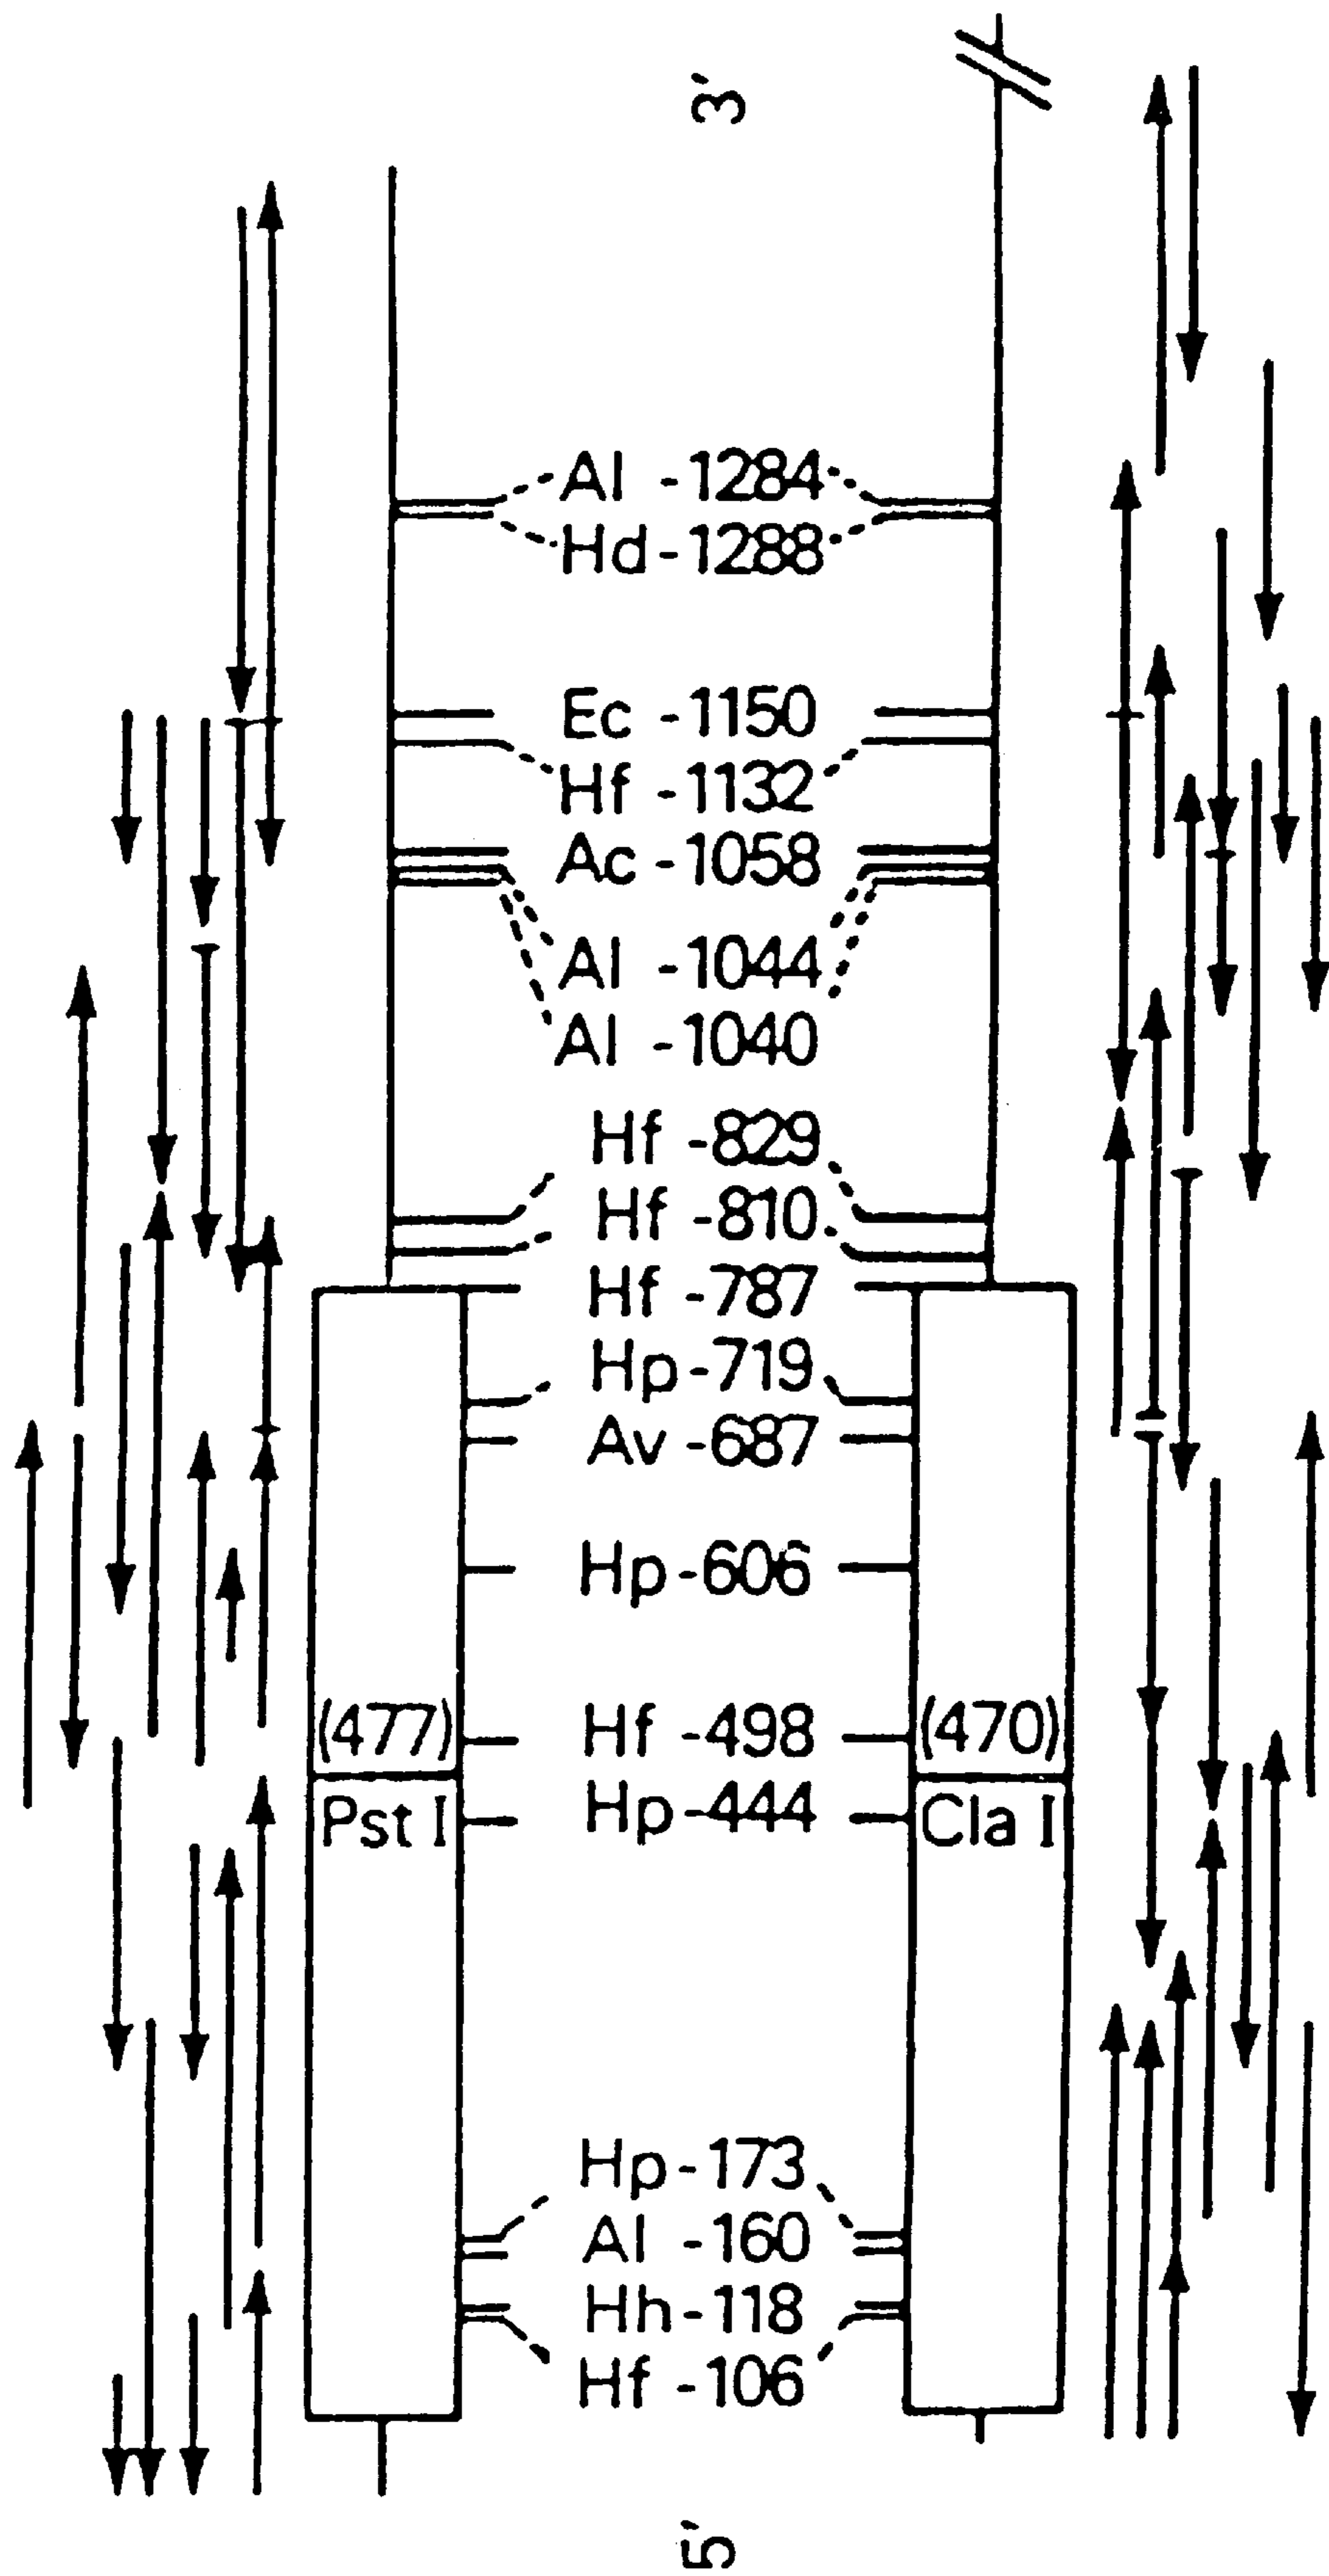 3′
Al -1284
Hd-1288
Ec -1150
Hf -1132
Ac -1058
Al -1044
Al -1040
Hf -829
Hf -810
Hf -787
Hp-719
Av -687
Hp-606
(477) Hf -498 (470)
Pst I Hp-444 Cla I
Hp-173
Al -160
Hh-118
Hf -106
5′